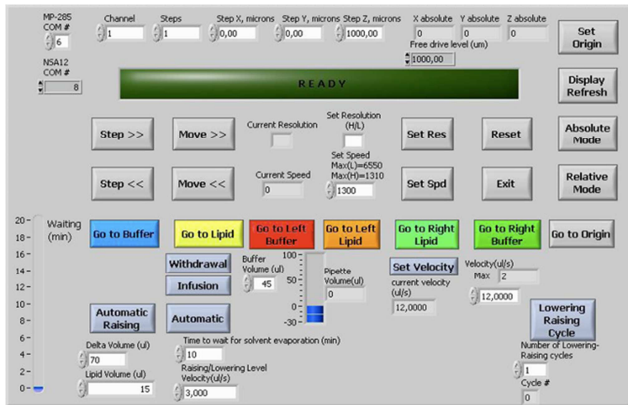 MP-285
COM #
6
Channel
1
Steps
1
Step X, microns
0,00
Step Y, microns
0,00
Step Z, microns
1000,00
X absolute
0
Y absolute
0
Z absolute
0
Free drive level (um)
1000,00
Set
Origin
NSA12
COM #
8
READY
Display
Refresh
Step >>
Move >>
Current Resolution
Set Resolution
(H/L)
Set Res
Reset
Absolute
Mode
Step <<
Move <<
Current Speed
0
Set Speed
Max(L)=6550
Max(H)=1310
1300
Set Spd
Exit
Relative
Mode
Waiting
(min)
20
18
16
14
12
10
8
6
4
2
0
Go to Buffer
Go to Lipid
Go to Left
Buffer
Go to Left
Lipid
Go to Right
Lipid
Go to Right
Buffer
Go to Origin
Withdrawal
Infusion
Buffer
Volume (ul)
45
100
50
0
-30
Pipette
Volume(ul)
0
Set Velocity
current velocity
(ul/s)
12,0000
Velocity(ul/s)
Max 2
12,0000
Automatic
Raising
Automatic
Lowering
Raising
Cycle
Delta Volume (ul)
70
Lipid Volume (ul)
15
Time to wait for solvent evaporation (min)
10
Raising/Lowering Level
Velocity(ul/s)
3,000
Number of Lowering-
Raising cycles
1
Cycle #
0